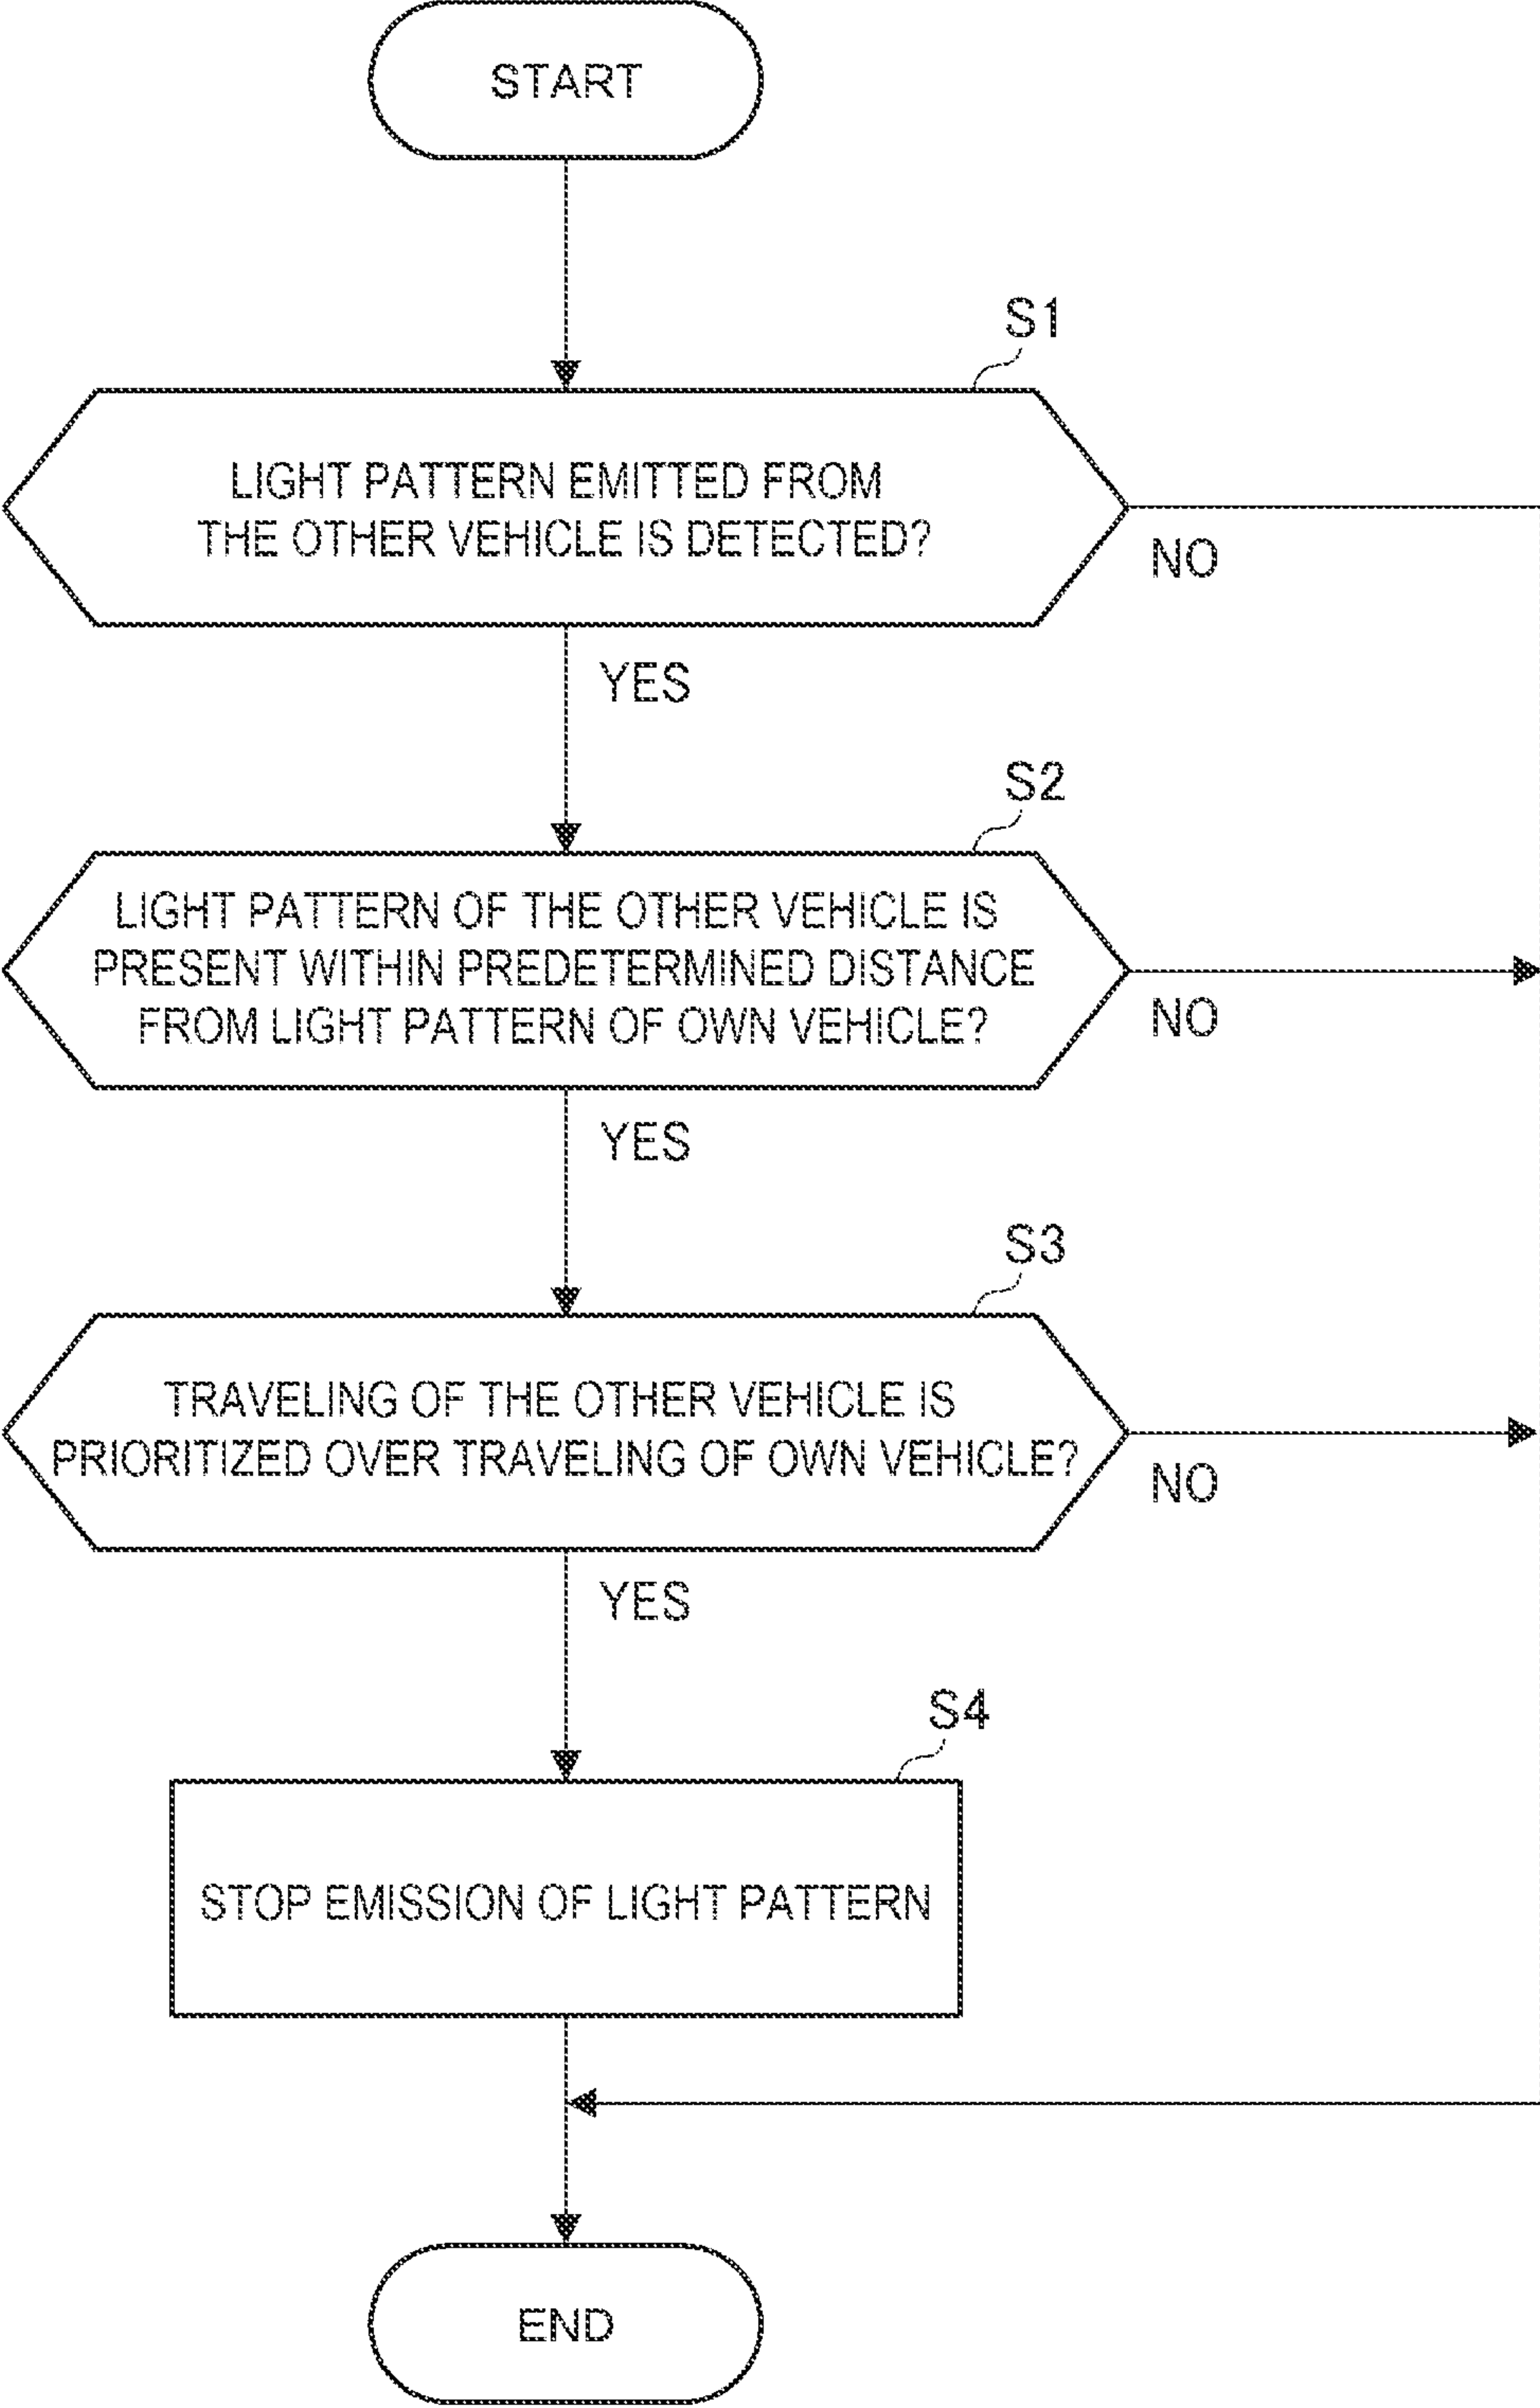 START
S1
LIGHT PATTERN EMITTED FROM
THE OTHER VEHICLE IS DETECTED?
NO
YES
S2
LIGHT PATTERN OF THE OTHER VEHICLE IS
PRESENT WITHIN PREDETERMINED DISTANCE
FROM LIGHT PATTERN OF OWN VEHICLE?
NO
YES
S3
TRAVELING OF THE OTHER VEHICLE IS
PRIORITIZED OVER TRAVELING OF OWN VEHICLE?
NO
YES
S4
STOP EMISSION OF LIGHT PATTERN
END